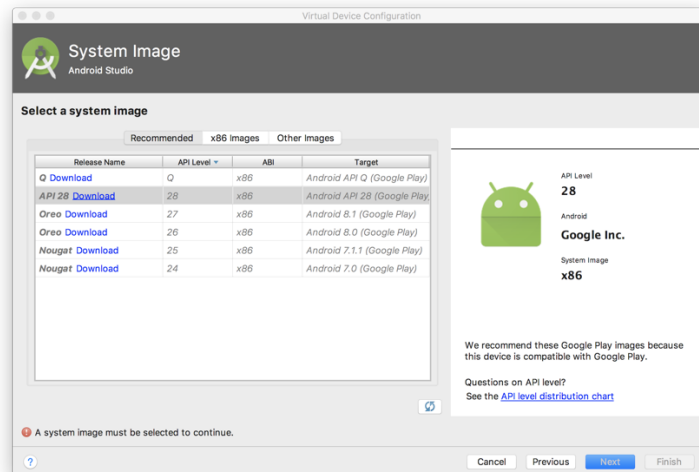 Virtual Device Configuration
System Image
Android Studio
Select a system image
Recommended x86 Images Other Images
Release Name API Level ABI Target
Q Download Q x86 Android API Q (Google Play)
API 28 Download 28 x86 Android API 28 (Google Play
Oreo Download 27 x86 Android 8.1 (Google Play)
Oreo Download 26 x86 Android 8.0 (Google Play)
Nougat Download 25 x86 Android 7.1.1 (Google Play)
Nougat Download 24 x86 Android 7.0 (Google Play)
API Level
28
Android
Google Inc.
System Image
x86
We recommend these Google Play images because
this device is compatible with Google Play.
Questions on API level?
See the API level distribution chart
A system image must be selected to continue.
? Cancel Previous Next Finish